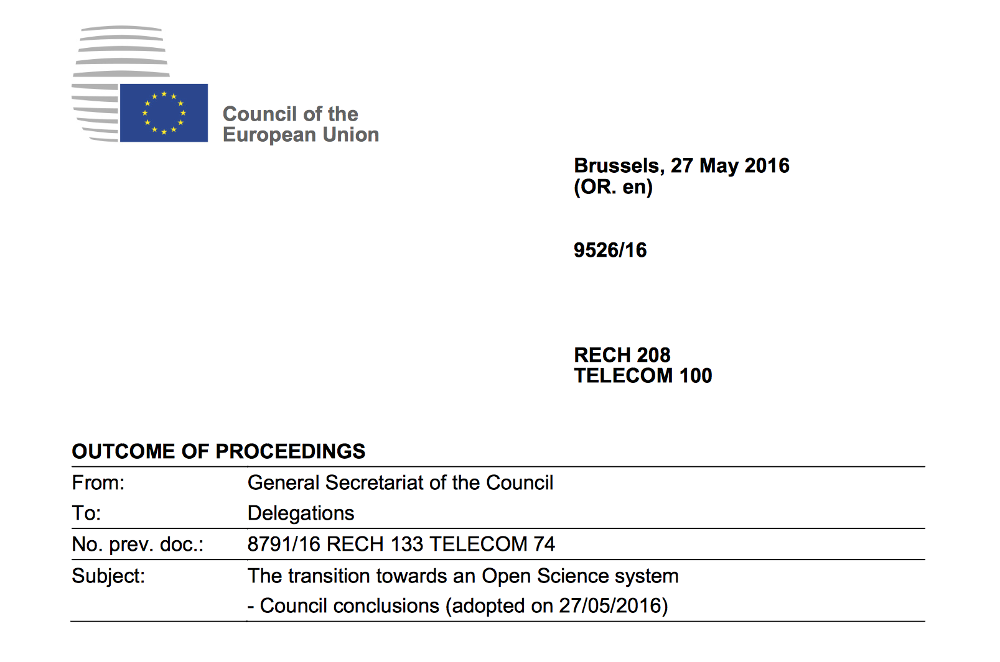 Council of the
European Union
Brussels, 27 May 2016
(OR. en)
9526/16
RECH 208
TELECOM 100
OUTCOME OF PROCEEDINGS
From: General Secretariat of the Council
To: Delegations
No. prev. doc.: 8791/16 RECH 133 TELECOM 74
Subject: The transition towards an Open Science system
- Council conclusions (adopted on 27/05/2016)